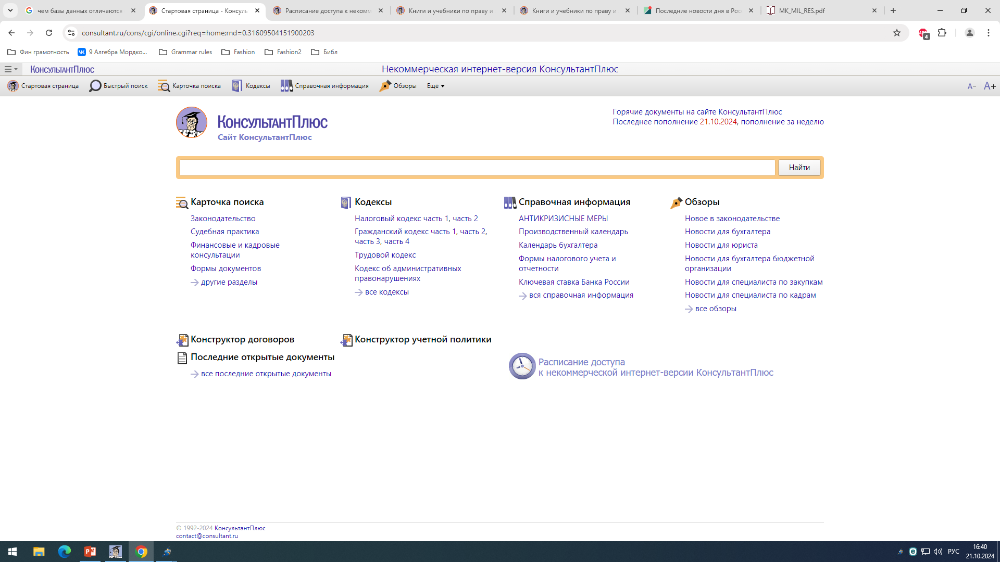 чем базы данных отличаются
Стартовая страница - Консуль
Расписание доступа к некомм
Книги и учебники по праву и
Книги и учебники по праву и
Последние новости дня в Рос
MK_MIL_RES.pdf
consultant.ru/cons/cgi/online.cgi?req=home;rnd=0.31609504151900203
ABP
4
Фин грамотность
9 Алгебра Мордко...
Grammar rules
Fashion
Fashion2
Библ
КонсультантПлюс
Некоммерческая интернет-версия КонсультантПлюс
Стартовая страница
Быстрый поиск
Карточка поиска
Кодексы
Справочная информация
Обзоры
Ещё
A−
A+
КонсультантПлюс
Сайт КонсультантПлюс
Горячие документы на сайте КонсультантПлюс
Последнее пополнение 21.10.2024, пополнение за неделю
Найти
Карточка поиска
Законодательство
Судебная практика
Финансовые и кадровые
консультации
Формы документов
другие разделы
Кодексы
Налоговый кодекс часть 1, часть 2
Гражданский кодекс часть 1, часть 2,
часть 3, часть 4
Трудовой кодекс
Кодекс об административных
правонарушениях
все кодексы
Справочная информация
АНТИКРИЗИСНЫЕ МЕРЫ
Производственный календарь
Календарь бухгалтера
Формы налогового учета и
отчетности
Ключевая ставка Банка России
вся справочная информация
Обзоры
Новое в законодательстве
Новости для бухгалтера
Новости для юриста
Новости для бухгалтера бюджетной
организации
Новости для специалиста по закупкам
Новости для специалиста по кадрам
все обзоры
Конструктор договоров
Конструктор учетной политики
Последние открытые документы
все последние открытые документы
Расписание доступа
к некоммерческой интернет-версии КонсультантПлюс
© 1992-2024 КонсультантПлюс
contact@consultant.ru
РУС
16:40
21.10.2024